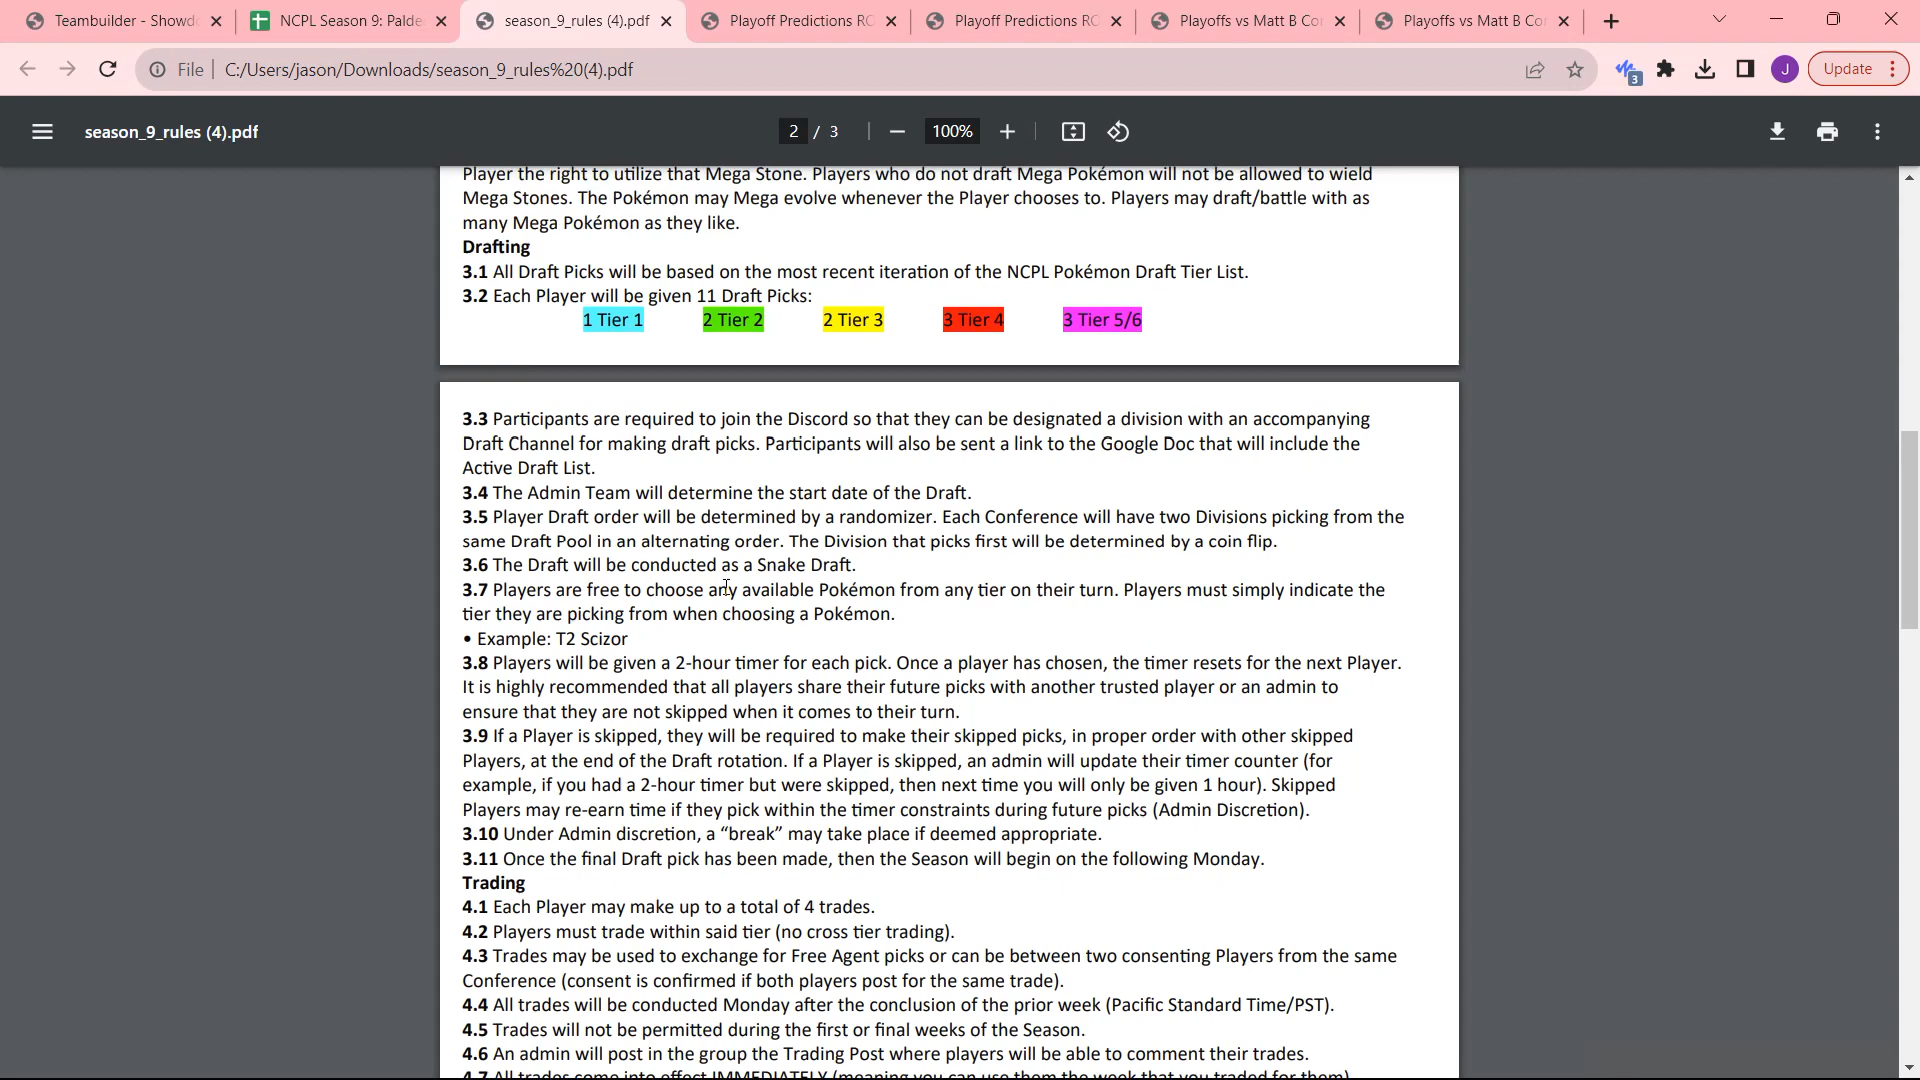 Teambuilder - Showd
NCPL Season 9: Palde
season_9_rules (4).pdf
Playoff Predictions RO
Playoff Predictions RO
Playoffs vs Matt B Co
Playoffs vs Matt B Co
File
C:/Users/jason/Downloads/season_9_rules%20(4).pdf
3
J
Update
season_9_rules (4).pdf
2 / 3
100%
Player the right to utilize that Mega Stone. Players who do not draft Mega Pokémon will not be allowed to wield
Mega Stones. The Pokémon may Mega evolve whenever the Player chooses to. Players may draft/battle with as
many Mega Pokémon as they like.
Drafting
3.1 All Draft Picks will be based on the most recent iteration of the NCPL Pokémon Draft Tier List.
3.2 Each Player will be given 11 Draft Picks:
1 Tier 1 2 Tier 2 2 Tier 3 3 Tier 4 3 Tier 5/6
3.3 Participants are required to join the Discord so that they can be designated a division with an accompanying
Draft Channel for making draft picks. Participants will also be sent a link to the Google Doc that will include the
Active Draft List.
3.4 The Admin Team will determine the start date of the Draft.
3.5 Player Draft order will be determined by a randomizer. Each Conference will have two Divisions picking from the
same Draft Pool in an alternating order. The Division that picks first will be determined by a coin flip.
3.6 The Draft will be conducted as a Snake Draft.
3.7 Players are free to choose any available Pokémon from any tier on their turn. Players must simply indicate the
tier they are picking from when choosing a Pokémon.
• Example: T2 Scizor
3.8 Players will be given a 2-hour timer for each pick. Once a player has chosen, the timer resets for the next Player.
It is highly recommended that all players share their future picks with another trusted player or an admin to
ensure that they are not skipped when it comes to their turn.
3.9 If a Player is skipped, they will be required to make their skipped picks, in proper order with other skipped
Players, at the end of the Draft rotation. If a Player is skipped, an admin will update their timer counter (for
example, if you had a 2-hour timer but were skipped, then next time you will only be given 1 hour). Skipped
Players may re-earn time if they pick within the timer constraints during future picks (Admin Discretion).
3.10 Under Admin discretion, a “break” may take place if deemed appropriate.
3.11 Once the final Draft pick has been made, then the Season will begin on the following Monday.
Trading
4.1 Each Player may make up to a total of 4 trades.
4.2 Players must trade within said tier (no cross tier trading).
4.3 Trades may be used to exchange for Free Agent picks or can be between two consenting Players from the same
Conference (consent is confirmed if both players post for the same trade).
4.4 All trades will be conducted Monday after the conclusion of the prior week (Pacific Standard Time/PST).
4.5 Trades will not be permitted during the first or final weeks of the Season.
4.6 An admin will post in the group the Trading Post where players will be able to comment their trades.
4.7 All trades come into effect IMMEDIATELY (meaning you can use them the week that you traded for them)